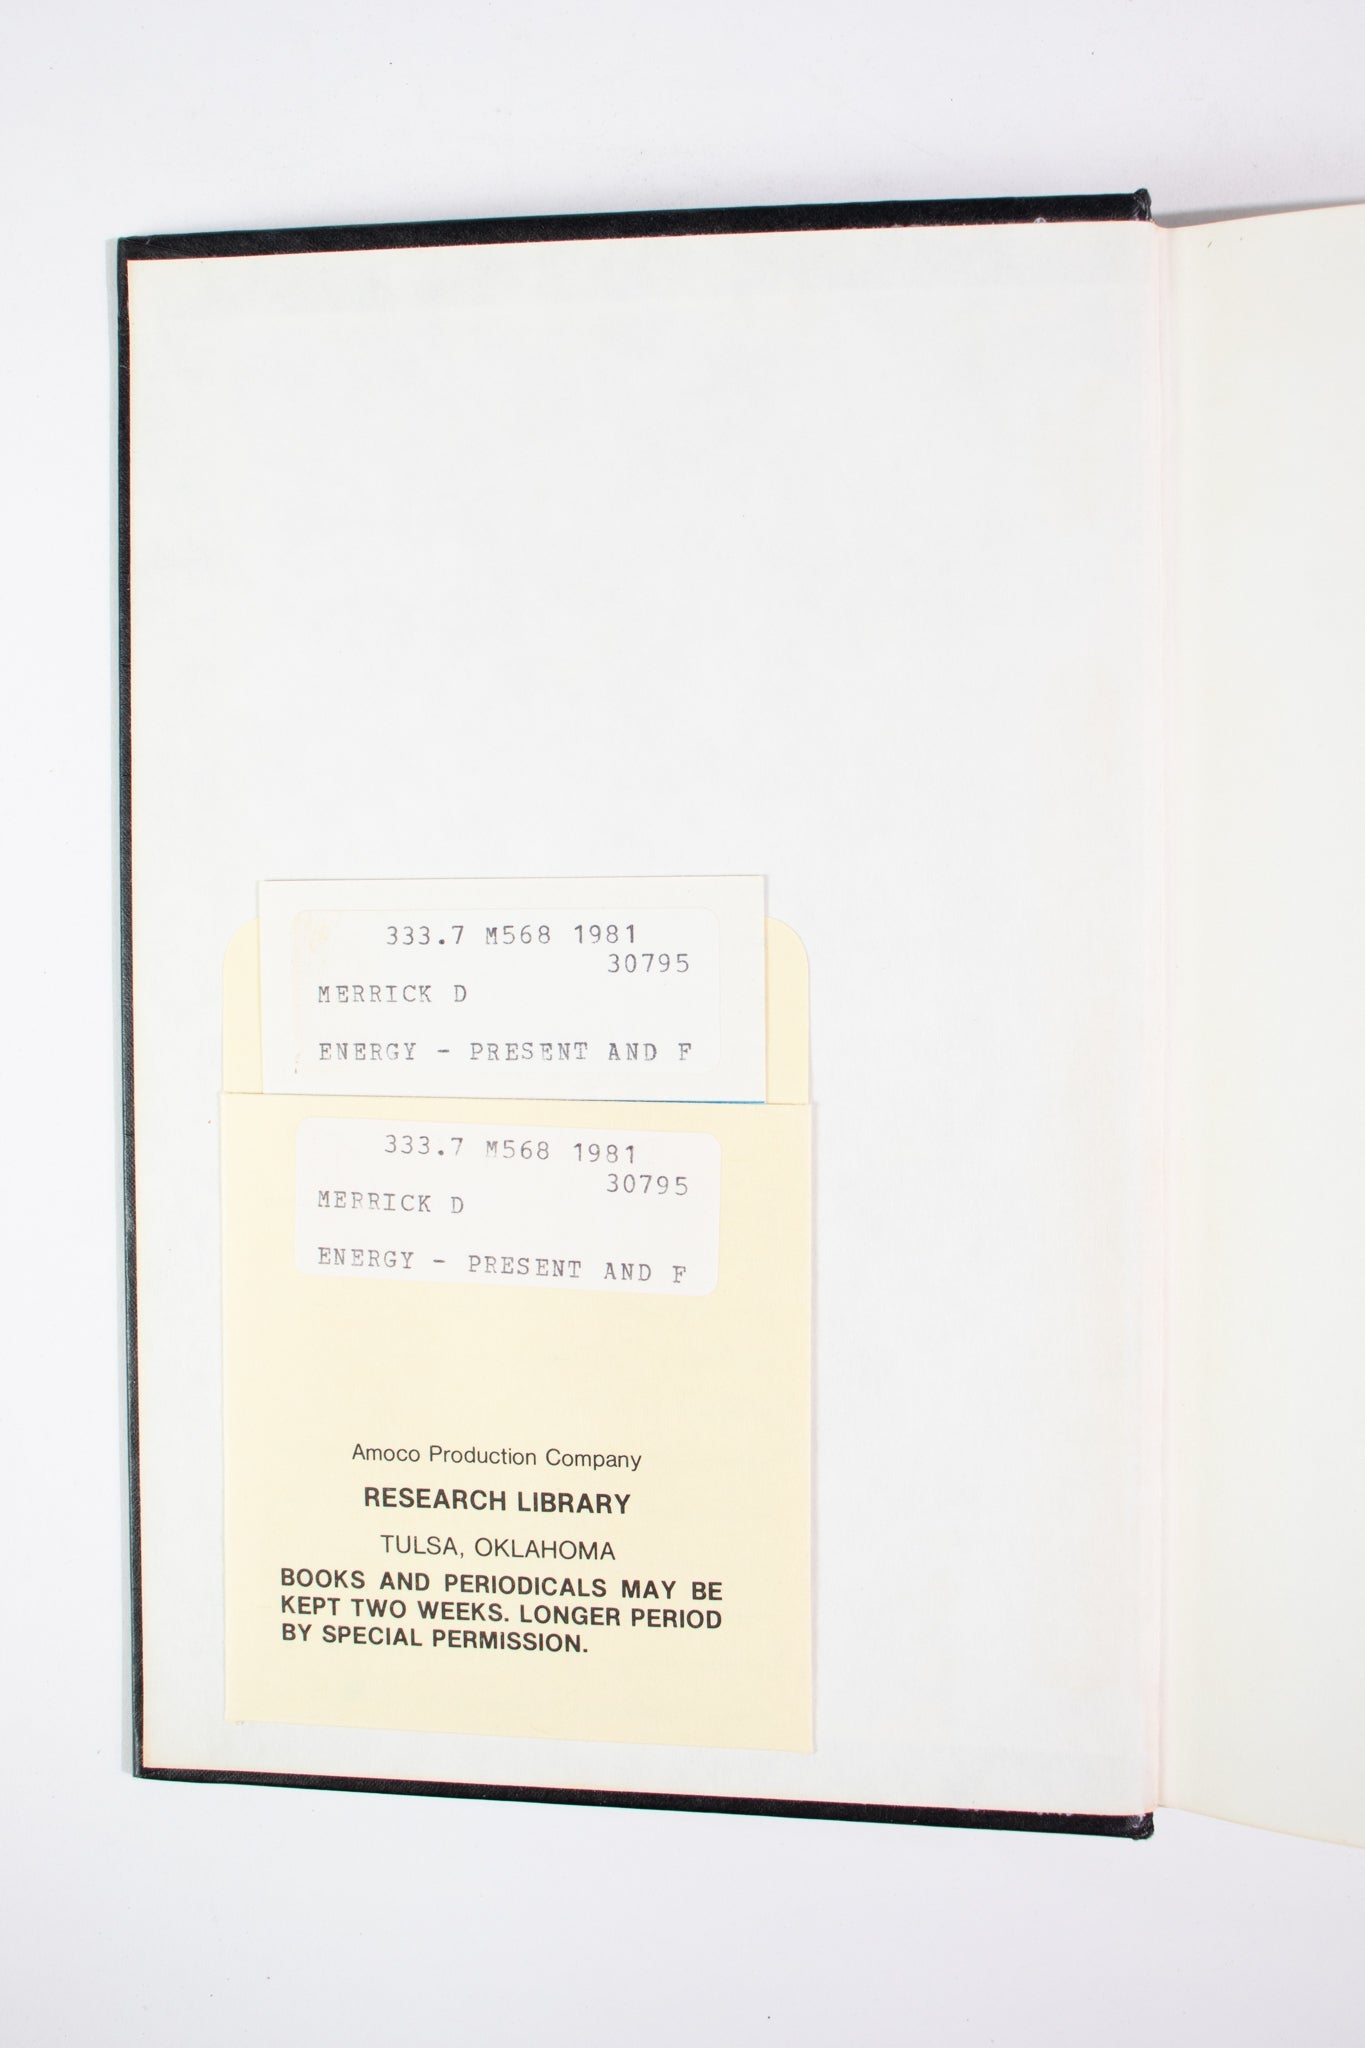 333.7 M568 1981
30795
MERRICK D
ENERGY - PRESENT AND F
333.7 M568 1981
30795
MERRICK D
ENERGY - PRESENT AND F
Amoco Production Company
RESEARCH LIBRARY
TULSA, OKLAHOMA
BOOKS AND PERIODICALS MAY BE
KEPT TWO WEEKS. LONGER PERIOD
BY SPECIAL PERMISSION.